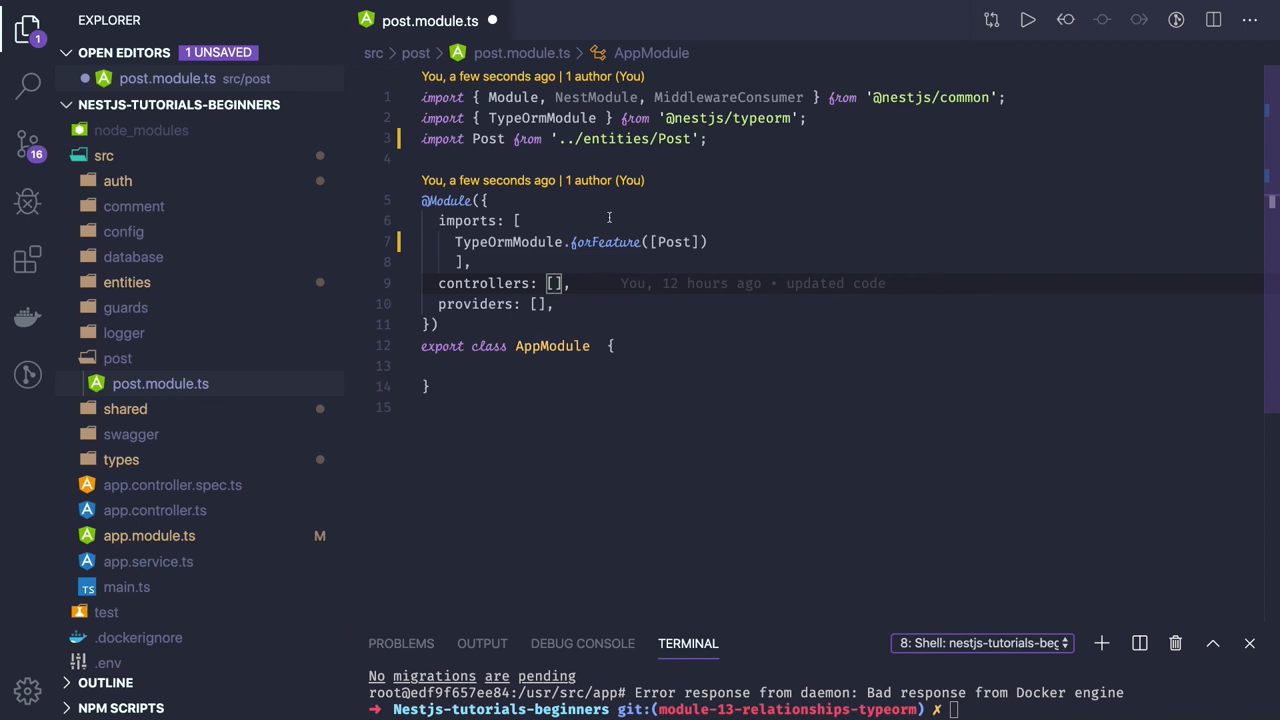 EXPLORER
OPEN EDITORS 1 UNSAVED
post.module.ts src/post
NESTJS-TUTORIALS-BEGINNERS
node_modules
src
auth
comment
config
database
entities
guards
logger
post
post.module.ts
shared
swagger
types
app.controller.spec.ts
app.controller.ts
app.module.ts M
app.service.ts
TS main.ts
test
.dockerignore
.env
OUTLINE
NPM SCRIPTS
1
16
post.module.ts
src > post > post.module.ts > AppModule
You, a few seconds ago | 1 author (You)
1 import { Module, NestModule, MiddlewareConsumer } from '@nestjs/common';
2 import { TypeOrmModule } from '@nestjs/typeorm';
3 import Post from '../entities/Post';
4
You, a few seconds ago | 1 author (You)
5 @Module({
6 imports: [
7 TypeOrmModule.forFeature([Post])
8 ],
9 controllers: [], You, 12 hours ago • updated code
10 providers: [],
11 })
12 export class AppModule {
13
14 }
15
PROBLEMS OUTPUT DEBUG CONSOLE TERMINAL 8: Shell: nestjs-tutorials-beg
No migrations are pending
root@edf9f657ee84:/usr/src/app# Error response from daemon: Bad response from Docker engine
➜ Nestjs-tutorials-beginners git:(module-13-relationships-typeorm) ✗